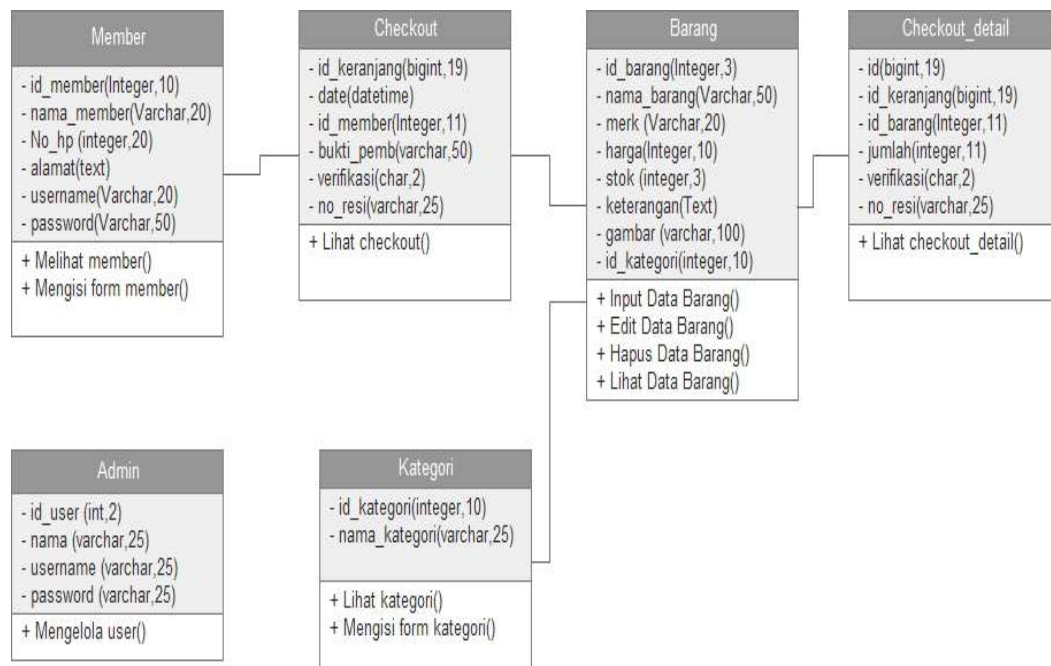 Member
- id_member(Integer,10)
- nama_member(Varchar,20)
- No_hp (integer,20)
- alamat(text)
- username(Varchar,20)
- password(Varchar,50)
+ Melihat member()
+ Mengisi form member()
Checkout
- id_keranjang(bigint,19)
- date(datetime)
- id_member(Integer,11)
- bukti_pemb(varchar,50)
- verifikasi(char,2)
- no_resi(varchar,25)
+ Lihat checkout()
Barang
- id_barang(Integer,3)
- nama_barang(Varchar,50)
- merk (Varchar,20)
- harga(Integer,10)
- stok (integer,3)
- keterangan(Text)
- gambar (varchar,100)
- id_kategori(integer,10)
+ Input Data Barang()
+ Edit Data Barang()
+ Hapus Data Barang()
+ Lihat Data Barang()
Checkout_detail
- id(bigint,19)
- id_keranjang(bigint,19)
- id_barang(Integer,11)
- jumlah(integer,11)
- verifikasi(char,2)
- no_resi(varchar,25)
+ Lihat checkout_detail()
Admin
- id_user (int,2)
- nama (varchar,25)
- username (varchar,25)
- password (varchar,25)
+ Mengelola user()
Kategori
- id_kategori(integer,10)
- nama_kategori(varchar,25)
+ Lihat kategori()
+ Mengisi form kategori()